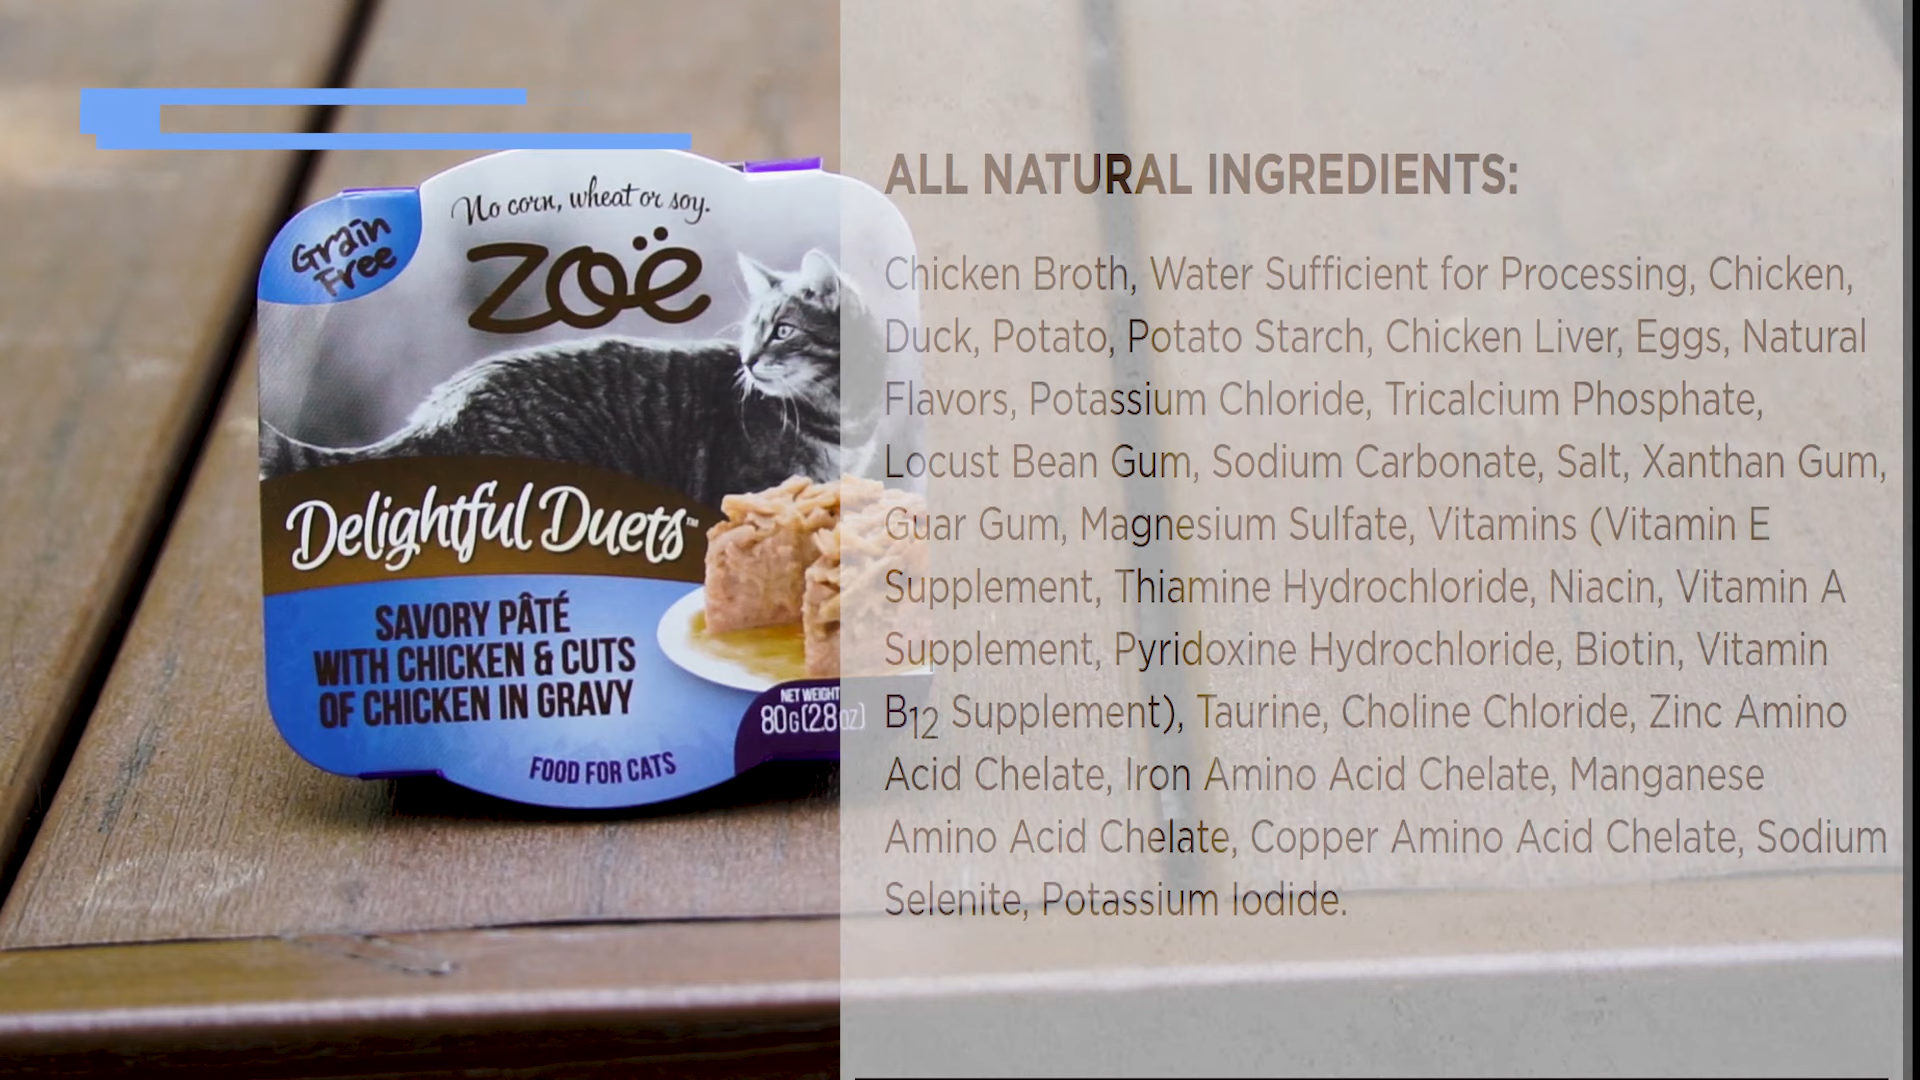 No corn, wheat or soy.
Grain
Free
zoë
Delightful Duets™
SAVORY PÂTÉ
WITH CHICKEN & CUTS
OF CHICKEN IN GRAVY
NET WEIGHT
80G(2.8 OZ)
FOOD FOR CATS
ALL NATURAL INGREDIENTS:
Chicken Broth, Water Sufficient for Processing, Chicken,
Duck, Potato, Potato Starch, Chicken Liver, Eggs, Natural
Flavors, Potassium Chloride, Tricalcium Phosphate,
Locust Bean Gum, Sodium Carbonate, Salt, Xanthan Gum,
Guar Gum, Magnesium Sulfate, Vitamins (Vitamin E
Supplement, Thiamine Hydrochloride, Niacin, Vitamin A
Supplement, Pyridoxine Hydrochloride, Biotin, Vitamin
B12 Supplement), Taurine, Choline Chloride, Zinc Amino
Acid Chelate, Iron Amino Acid Chelate, Manganese
Amino Acid Chelate, Copper Amino Acid Chelate, Sodium
Selenite, Potassium Iodide.